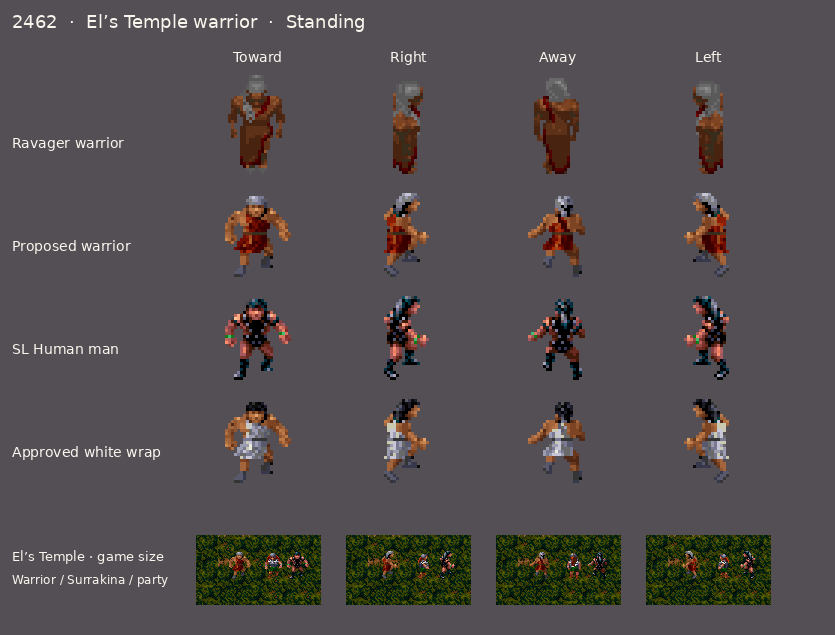 2462 · El’s Temple warrior · Standing
Toward Right Away Left
Ravager warrior
Proposed warrior
SL Human man
Approved white wrap
El’s Temple · game size
Warrior / Surrakina / party